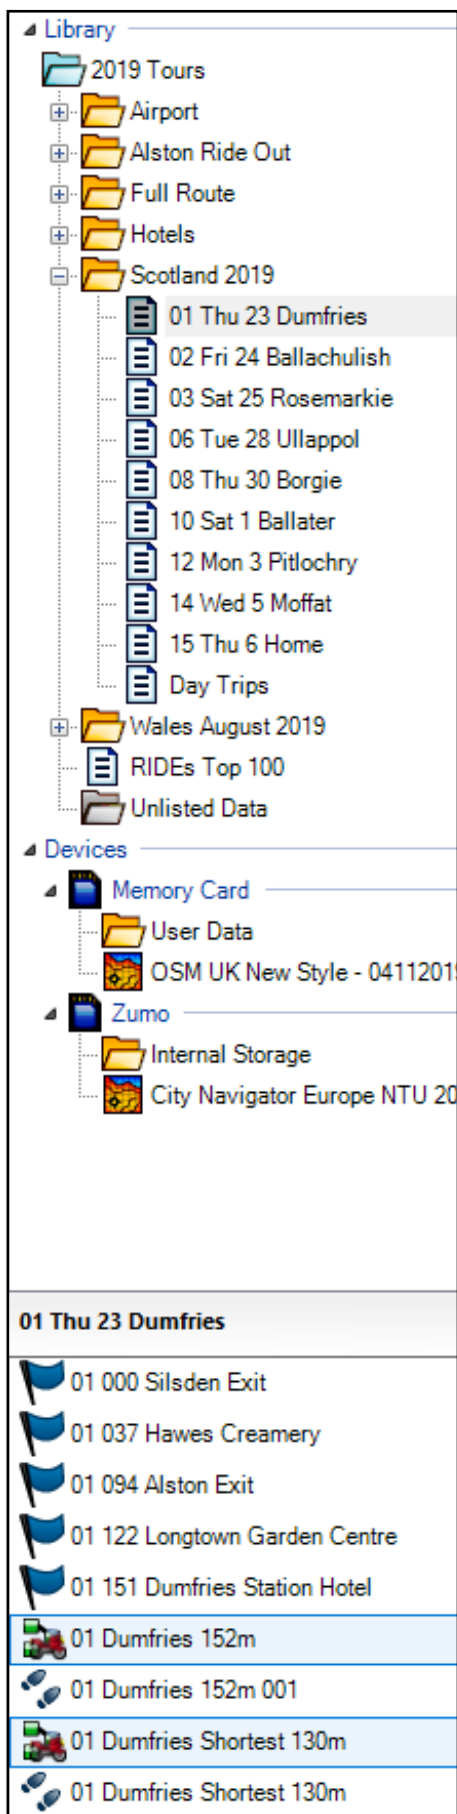 Library
2019 Tours
Airport
Alston Ride Out
Full Route
Hotels
Scotland 2019
01 Thu 23 Dumfries
02 Fri 24 Ballachulish
03 Sat 25 Rosemarkie
06 Tue 28 Ullappol
08 Thu 30 Borgie
10 Sat 1 Ballater
12 Mon 3 Pitlochry
14 Wed 5 Moffat
15 Thu 6 Home
Day Trips
Wales August 2019
RIDEs Top 100
Unlisted Data
Devices
Memory Card
User Data
OSM UK New Style - 04112019
Zumo
Internal Storage
City Navigator Europe NTU 20
01 Thu 23 Dumfries
01 000 Silsden Exit
01 037 Hawes Creamery
01 094 Alston Exit
01 122 Longtown Garden Centre
01 151 Dumfries Station Hotel
01 Dumfries 152m
01 Dumfries 152m 001
01 Dumfries Shortest 130m
01 Dumfries Shortest 130m